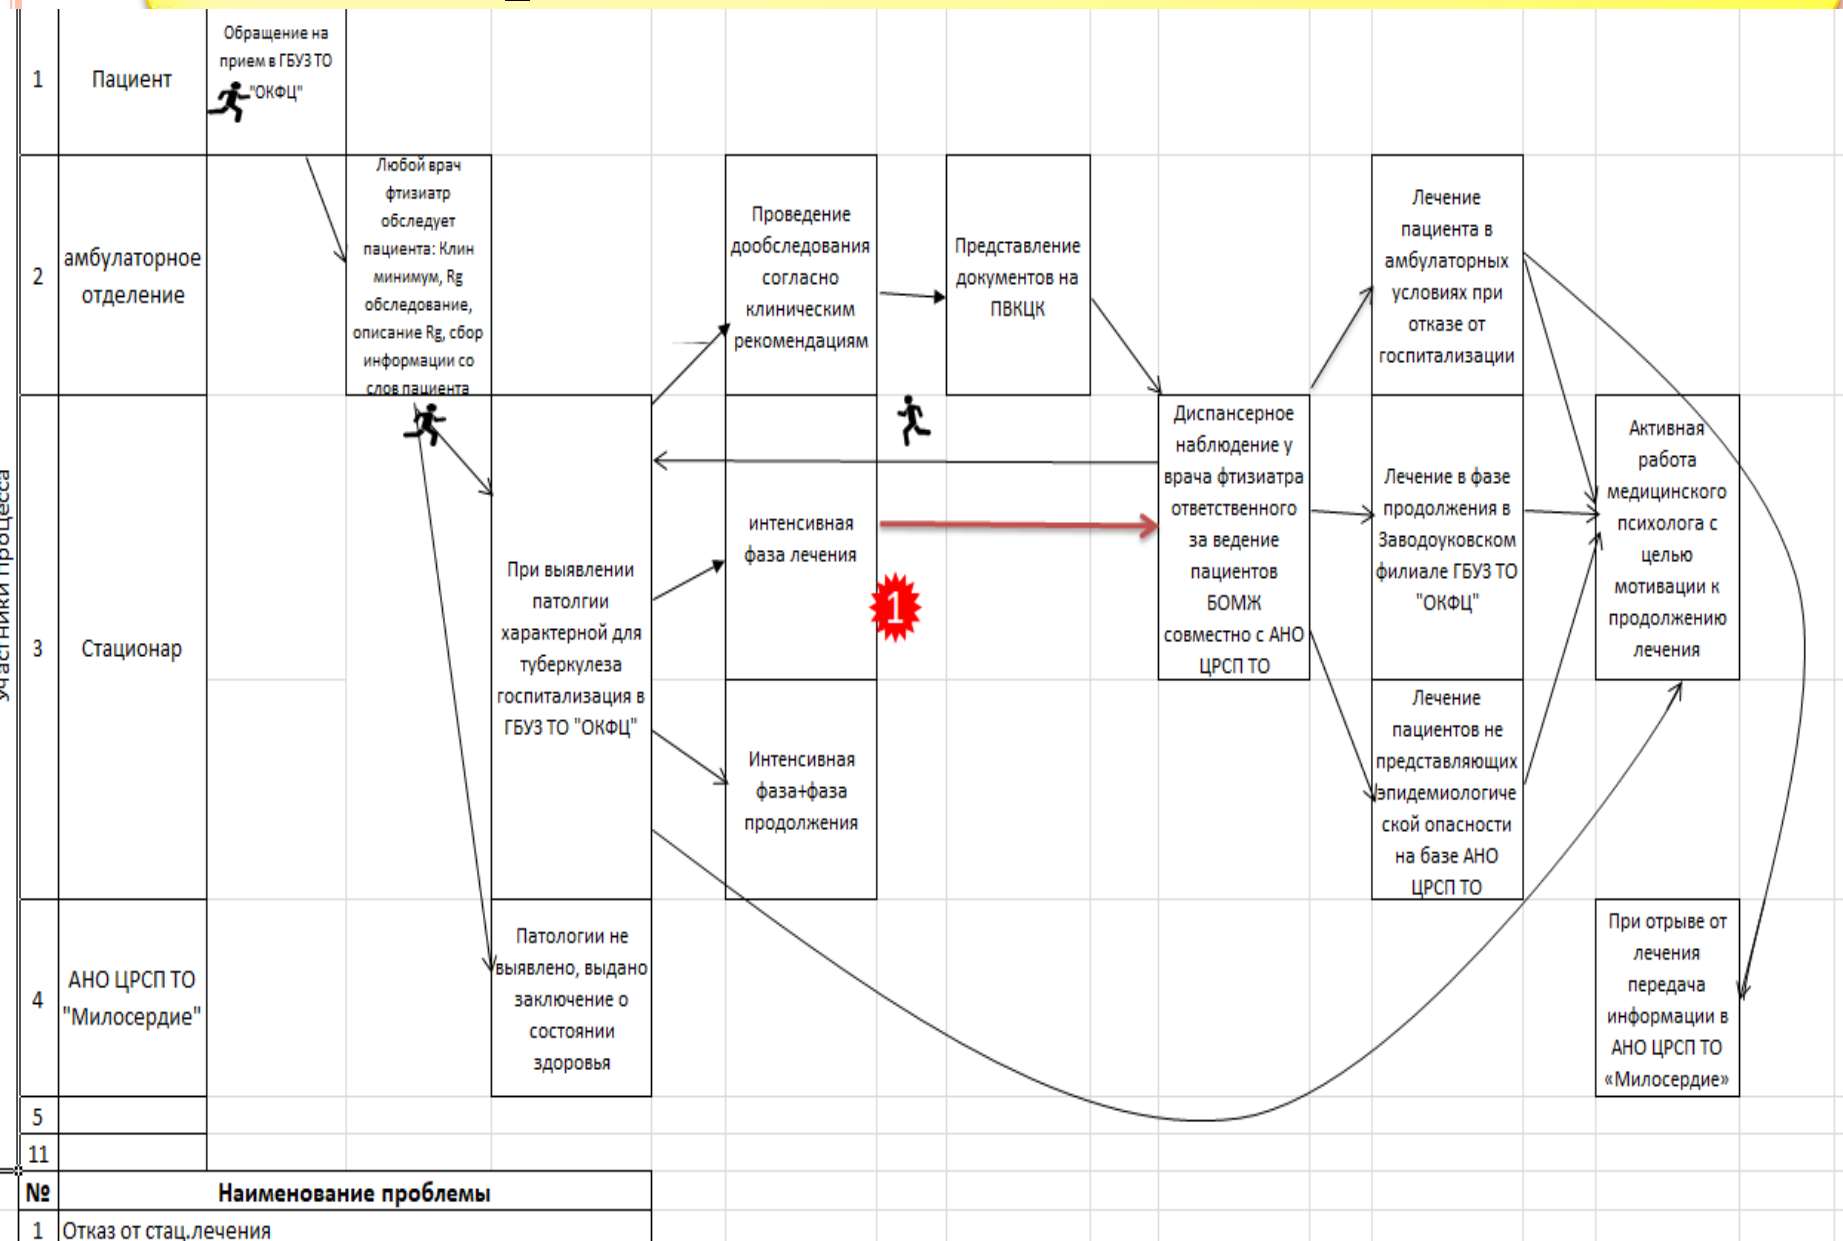 Участники процесса
1
Пациент
Обращение на
прием в ГБУЗ ТО
"ОКФЦ"
2
амбулаторное
отделение
Любой врач
фтизиатр
обследует
пациента: Клин
минимум, Rg
обследование,
описание Rg, сбор
информации со
слов пациента
Проведение
дообследования
согласно
клиническим
рекомендациям
Представление
документов на
ПВКЦК
Лечение
пациента в
амбулаторных
условиях при
отказе от
госпитализации
3
Стационар
При выявлении
патолгии
характерной для
туберкулеза
госпитализация в
ГБУЗ ТО "ОКФЦ"
интенсивная
фаза лечения
1
Интенсивная
фаза+фаза
продолжения
Диспансерное
наблюдение у
врача фтизиатра
ответственного
за ведение
пациентов
БОМЖ
совместно с АНО
ЦРСП ТО
Лечение в фазе
продолжения в
Заводоуковском
филиале ГБУЗ ТО
"ОКФЦ"
Лечение
пациентов не
представляющих
эпидемиологиче
ской опасности
на базе АНО
ЦРСП ТО
Активная
работа
медицинского
психолога с
целью
мотивации к
продолжению
лечения
4
АНО ЦРСП ТО
"Милосердие"
Патологии не
выявлено, выдано
заключение о
состоянии
здоровья
При отрыве от
лечения
передача
информации в
АНО ЦРСП ТО
«Милосердие»
5
11
№ Наименование проблемы
1 Отказ от стац.лечения